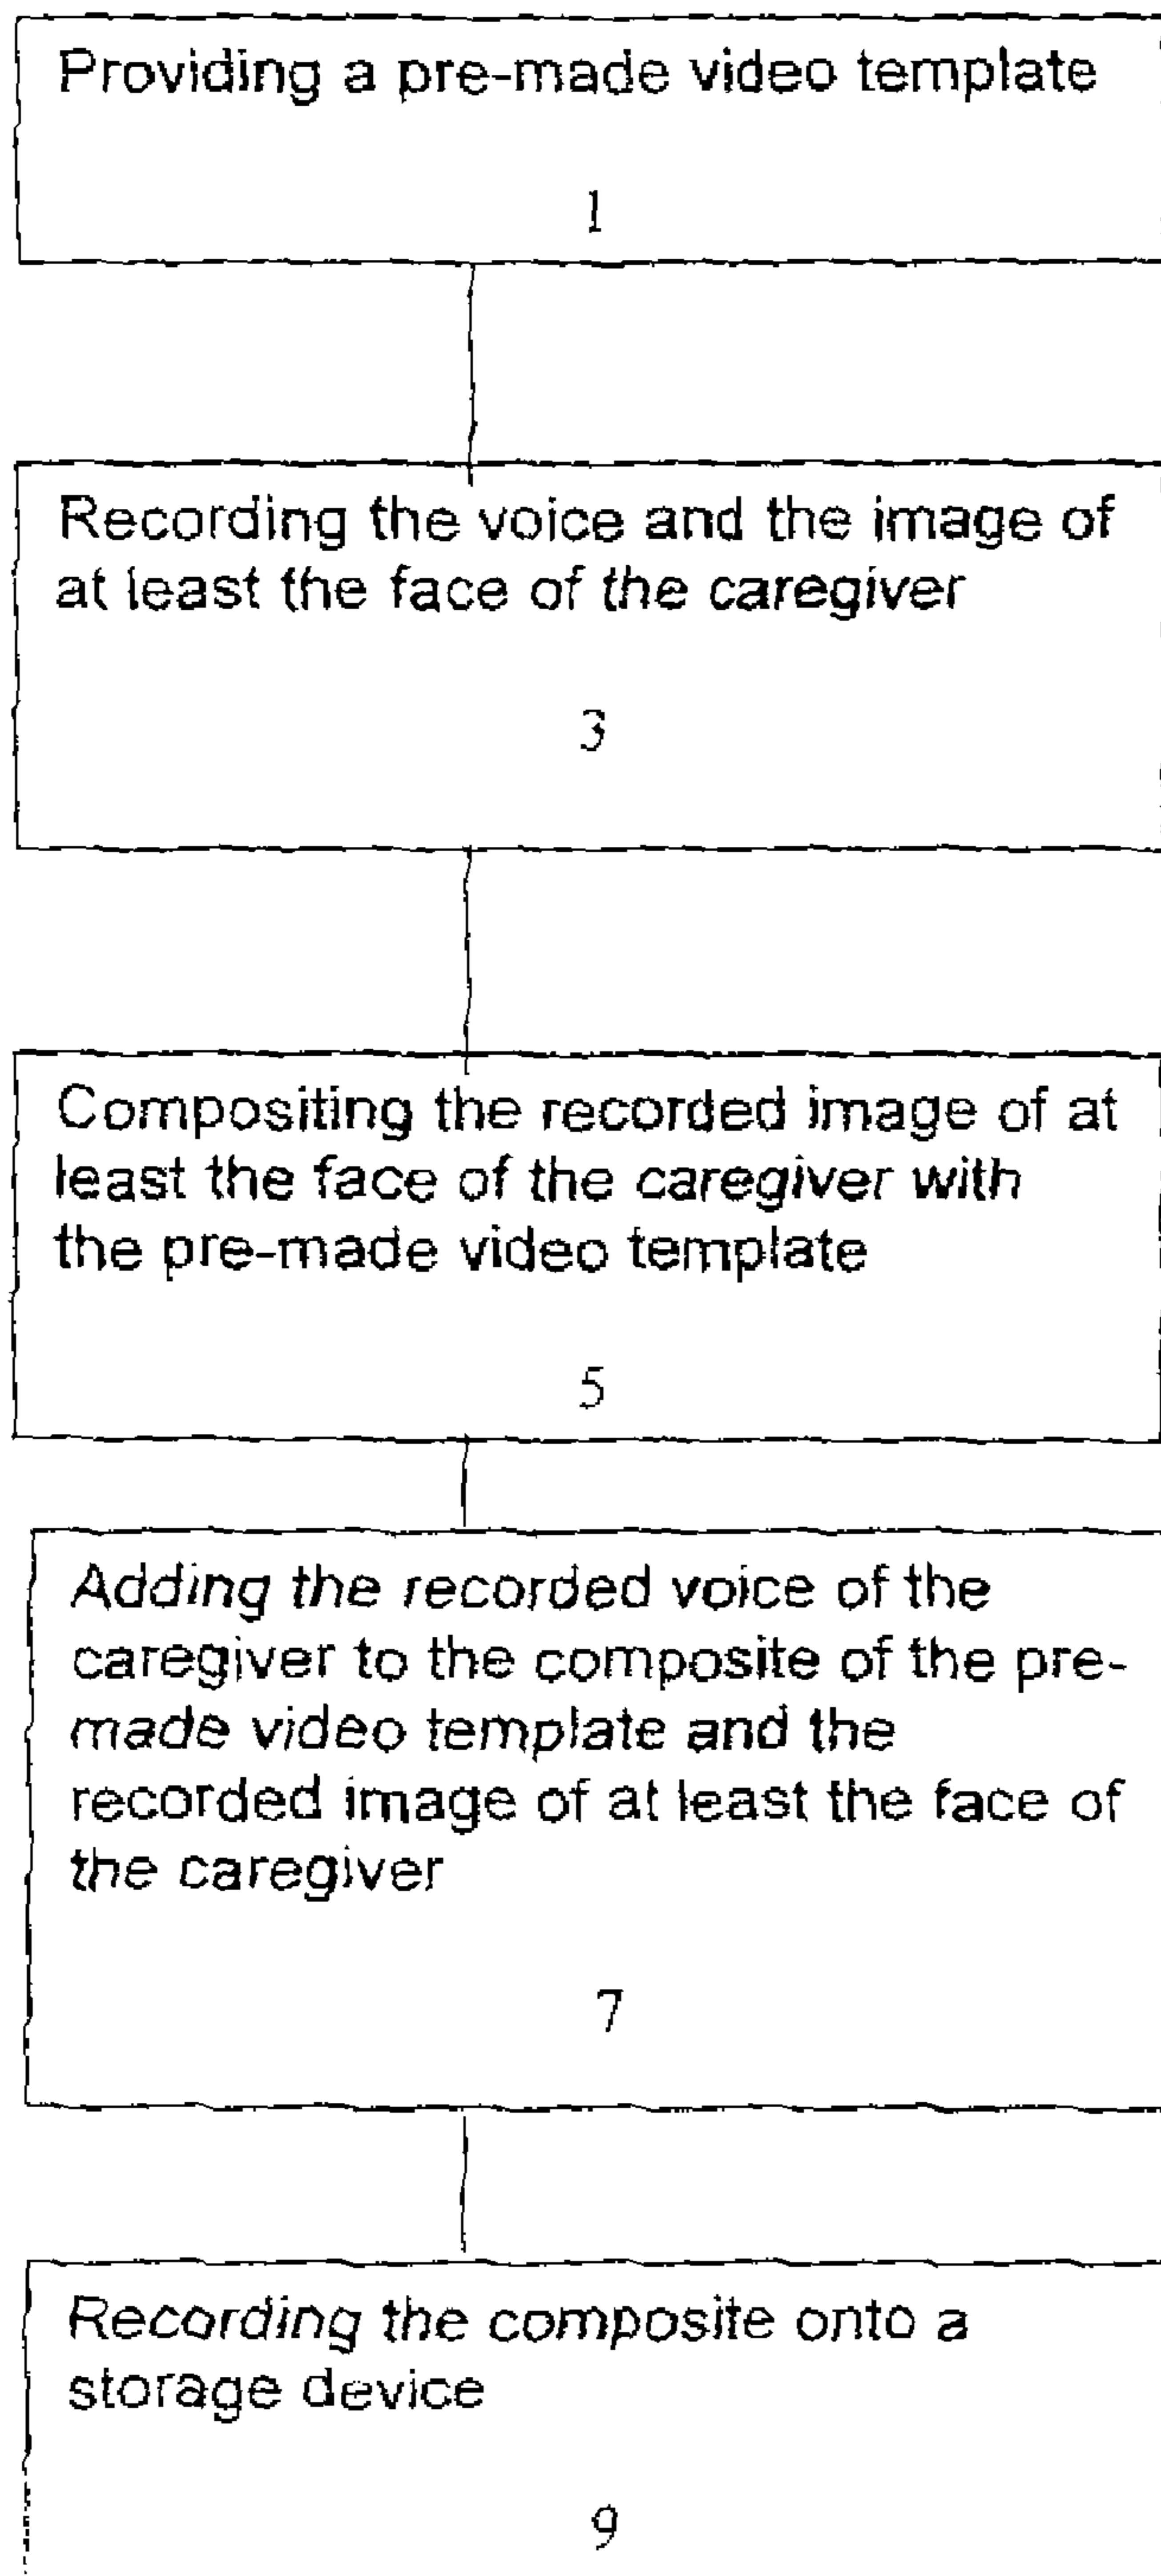 Providing a pre-made video template
1
Recording the voice and the image of
at least the face of the caregiver
3
Compositing the recorded image of at
least the face of the caregiver with
the pre-made video template
5
Adding the recorded voice of the
caregiver to the composite of the pre-
made video template and the
recorded image of at least the face of
the caregiver
7
Recording the composite onto a
storage device
9